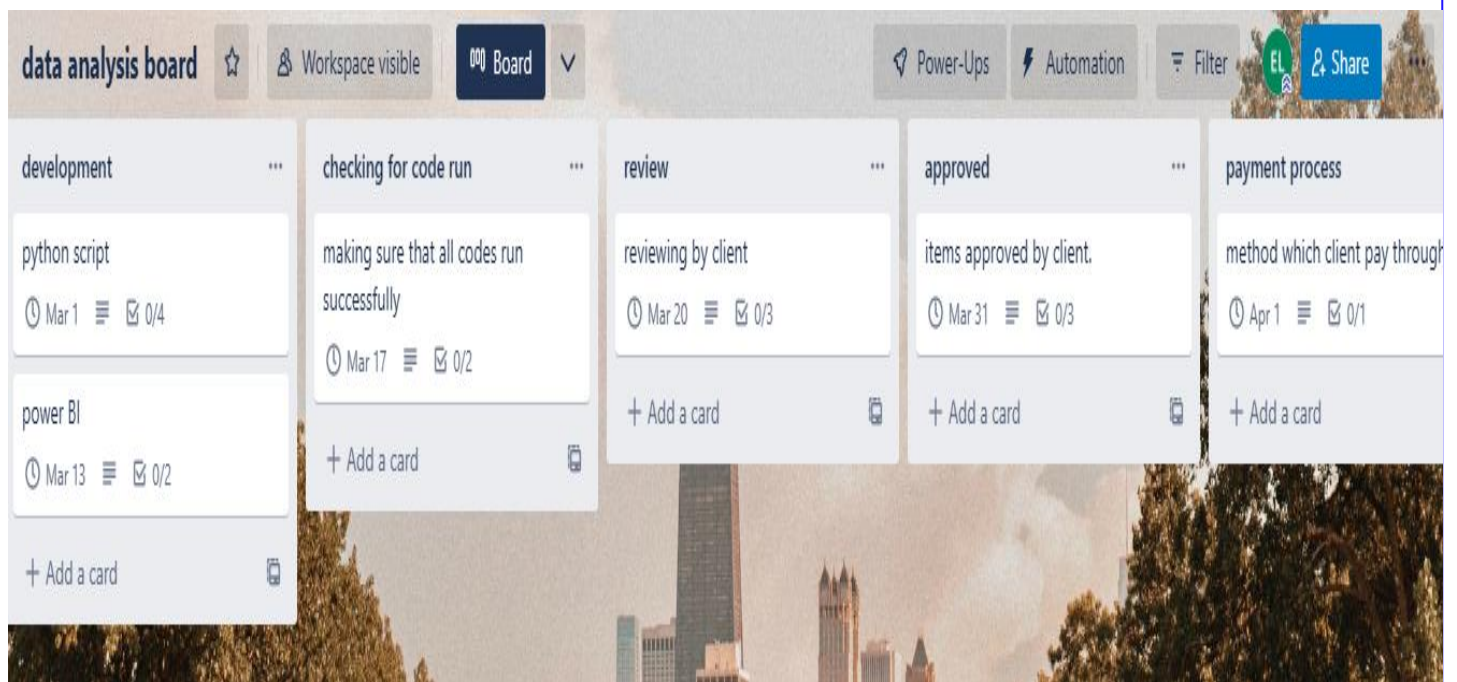 data analysis board Workspace visible Board Power-Ups Automation Filter EL Share
development
python script
Mar 1 0/4
power BI
Mar 13 0/2
+ Add a card
checking for code run
making sure that all codes run
successfully
Mar 17 0/2
+ Add a card
review
reviewing by client
Mar 20 0/3
+ Add a card
approved
items approved by client.
Mar 31 0/3
+ Add a card
payment process
method which client pay through
Apr 1 0/1
+ Add a card